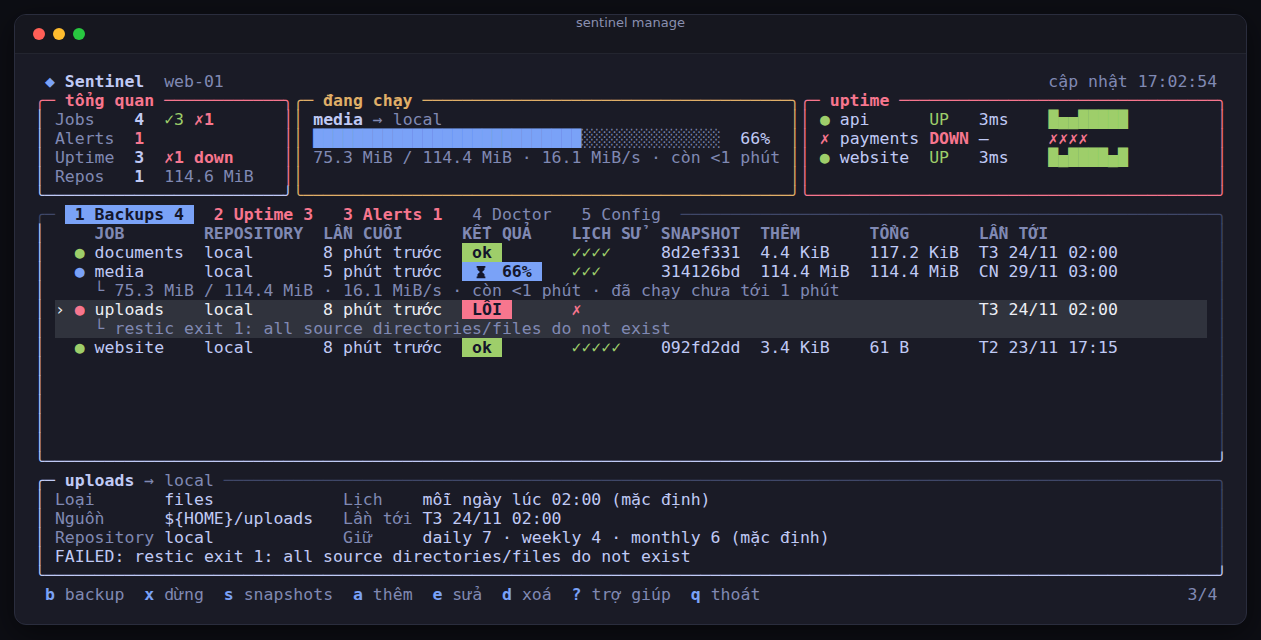 sentinel manage
◆ Sentinel web-01 cập nhật 17:02:54
tổng quan đang chạy uptime
Jobs 4 ✓3 ✗1 media → local ● api UP 3ms
Alerts 1 66% ✗ payments DOWN — ✗✗✗✗
Uptime 3 ✗1 down 75.3 MiB / 114.4 MiB · 16.1 MiB/s · còn <1 phút ● website UP 3ms
Repos 1 114.6 MiB
1 Backups 4 2 Uptime 3 3 Alerts 1 4 Doctor 5 Config
JOB REPOSITORY LẦN CUỐI KẾT QUẢ LỊCH SỬ SNAPSHOT THÊM TỔNG LẦN TỚI
● documents local 8 phút trước ok ✓✓✓✓ 8d2ef331 4.4 KiB 117.2 KiB T3 24/11 02:00
● media local 5 phút trước ⧗ 66% ✓✓✓ 314126bd 114.4 MiB 114.4 MiB CN 29/11 03:00
└ 75.3 MiB / 114.4 MiB · 16.1 MiB/s · còn <1 phút · đã chạy chưa tới 1 phút
› ● uploads local 8 phút trước LỖI ✗ T3 24/11 02:00
└ restic exit 1: all source directories/files do not exist
● website local 8 phút trước ok ✓✓✓✓✓ 092fd2dd 3.4 KiB 61 B T2 23/11 17:15
uploads → local
Loại files Lịch mỗi ngày lúc 02:00 (mặc định)
Nguồn ${HOME}/uploads Lần tới T3 24/11 02:00
Repository local Giữ daily 7 · weekly 4 · monthly 6 (mặc định)
FAILED: restic exit 1: all source directories/files do not exist
b backup x dừng s snapshots a thêm e sửa d xoá ? trợ giúp q thoát 3/4